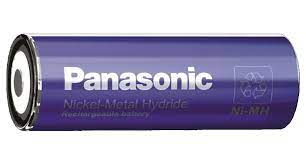 Panasonic
Nickel-Metal Hydride
Rechargeable battery
Ni-MH